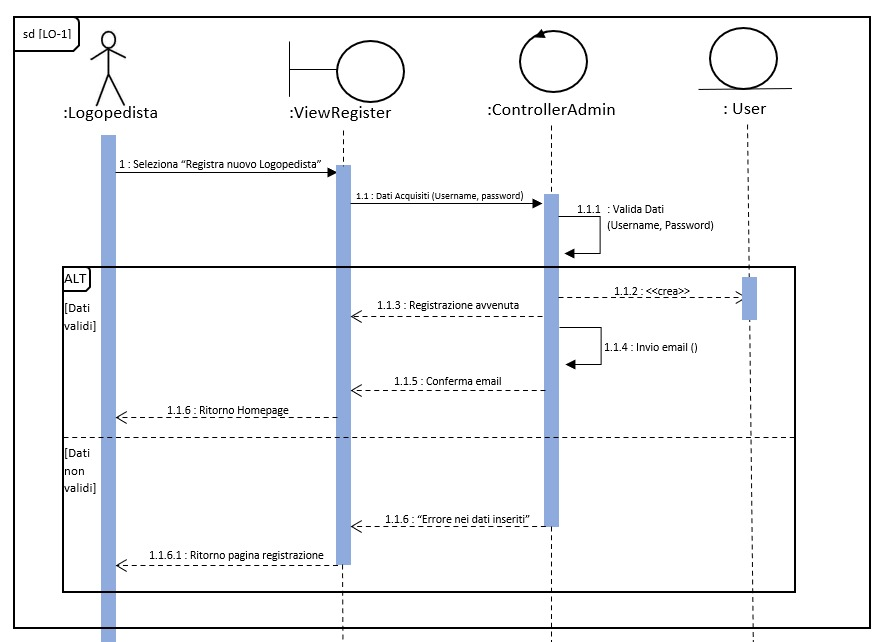 sd [LO-1]
:Logopedista
:ViewRegister
:ControllerAdmin
: User
1 : Seleziona “Registra nuovo Logopedista”
1.1 : Dati Acquisiti (Username, password)
1.1.1 : Valida Dati
(Username, Password)
ALT
[Dati
validi]
1.1.2 : <<crea>>
1.1.3 : Registrazione avvenuta
1.1.4 : Invio email ()
1.1.5 : Conferma email
1.1.6 : Ritorno Homepage
[Dati
non
validi]
1.1.6 : “Errore nei dati inseriti”
1.1.6.1 : Ritorno pagina registrazione